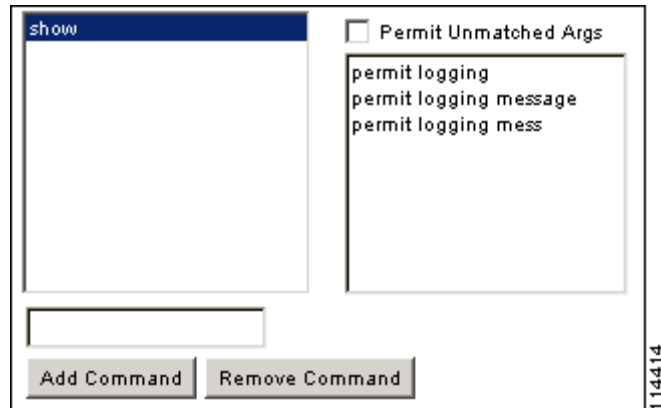 show
Permit Unmatched Args
permit logging
permit logging message
permit logging mess
Add Command
Remove Command
114414